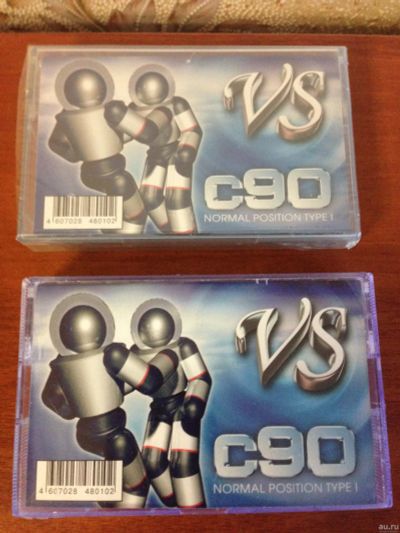 VS
c90
NORMAL POSITION TYPE I
4 607028 480102
VS
c90
NORMAL POSITION TYPE I
4 607028 480102
au.ru